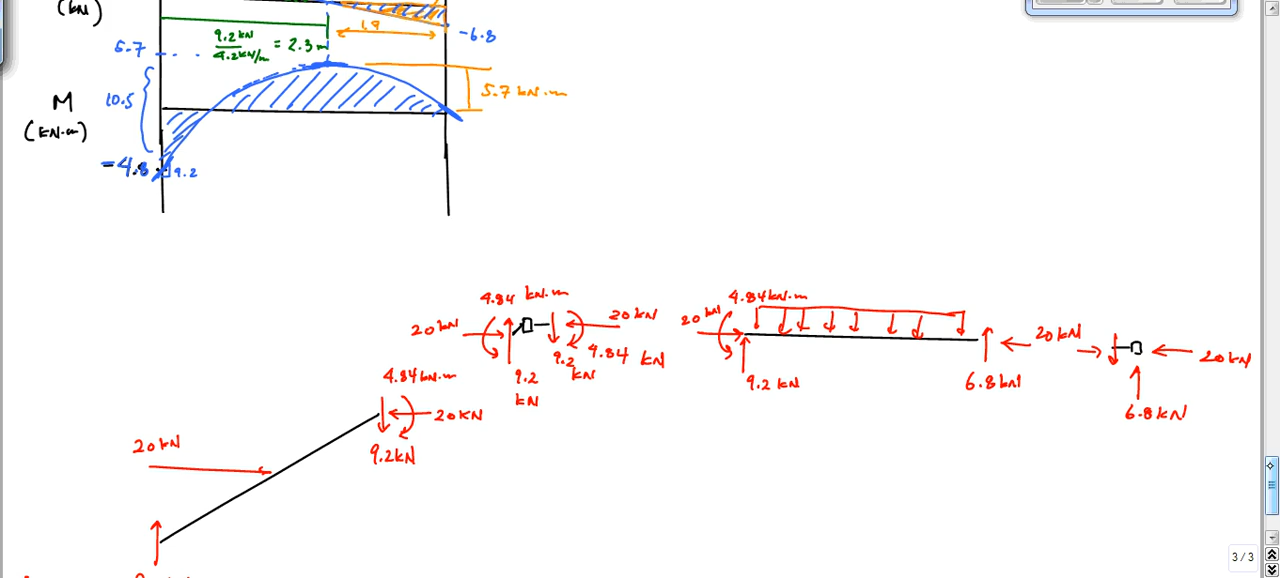 (kN)
1.9
-6.8
9.2 kN
4.2 kN/m
= 2.3 m
5.7
5.7 kN.m
10.5
M
(kN.m)
=4.8
9.2
4.84 kN.m
20 kN
20 kN
9.2 kN
4.84 kN
9.2 kN
4.84 kN.m
20 kN
9.2 kN
6.8 kN
20 kN
20 kN
6.8 kN
4.84 kN.m
20 KN
9.2 kN
20 kN
3 / 3